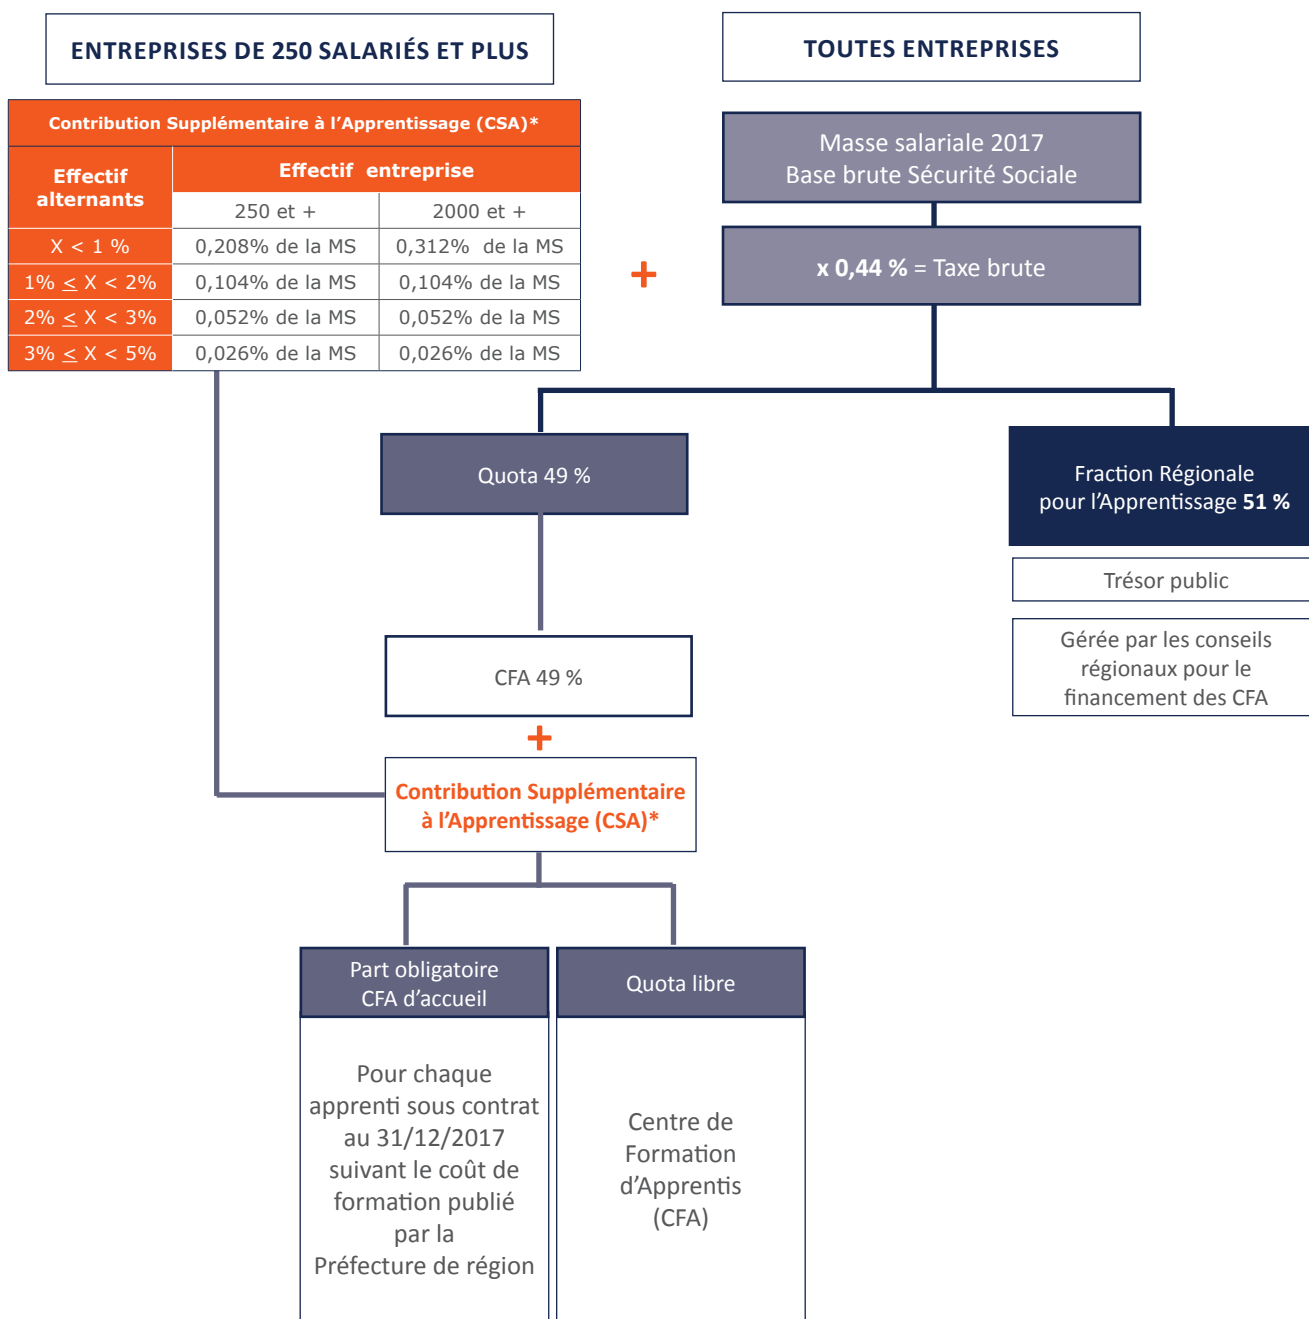 ENTREPRISES DE 250 SALARIÉS ET PLUS
Contribution Supplémentaire à l'Apprentissage (CSA)*
Effectif alternants
Effectif entreprise
250 et +
2000 et +
X < 1 %
0,208% de la MS
0,312% de la MS
1% ≤ X < 2%
0,104% de la MS
0,104% de la MS
2% ≤ X < 3%
0,052% de la MS
0,052% de la MS
3% ≤ X < 5%
0,026% de la MS
0,026% de la MS
+
TOUTES ENTREPRISES
Masse salariale 2017
Base brute Sécurité Sociale
x 0,44 % = Taxe brute
Quota 49 %
Fraction Régionale
pour l'Apprentissage 51 %
Trésor public
Gérée par les conseils
régionaux pour le
financement des CFA
CFA 49 %
+
Contribution Supplémentaire
à l'Apprentissage (CSA)*
Part obligatoire
CFA d'accueil
Pour chaque
apprenti sous contrat
au 31/12/2017
suivant le coût de
formation publié
par la
Préfecture de région
Quota libre
Centre de
Formation
d'Apprentis
(CFA)